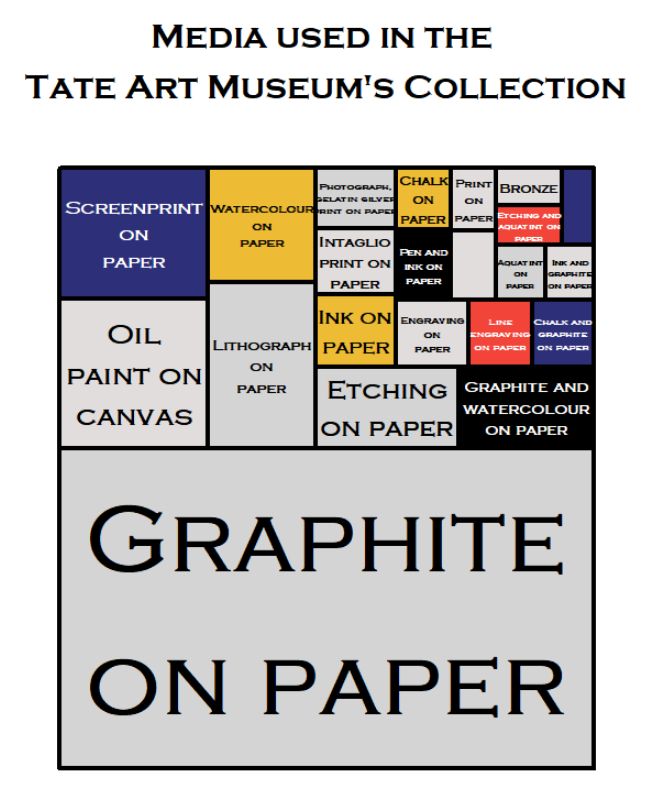 Media used in the
Tate Art Museum's Collection
Screenprint
on
paper
Watercolour
on
paper
Photograph,
gelatin silver
print on paper
Chalk
on
paper
Print
on
paper
Bronze
Etching and
aquatint on
paper
Intaglio
print on
paper
Pen and
ink on
paper
Aquatint
on
paper
Ink and
graphite
on paper
Oil
paint on
canvas
Lithograph
on
paper
Ink on
paper
Engraving
on
paper
Line
engraving
on paper
Chalk and
graphite
on paper
Etching
on paper
Graphite and
watercolour
on paper
Graphite
on paper